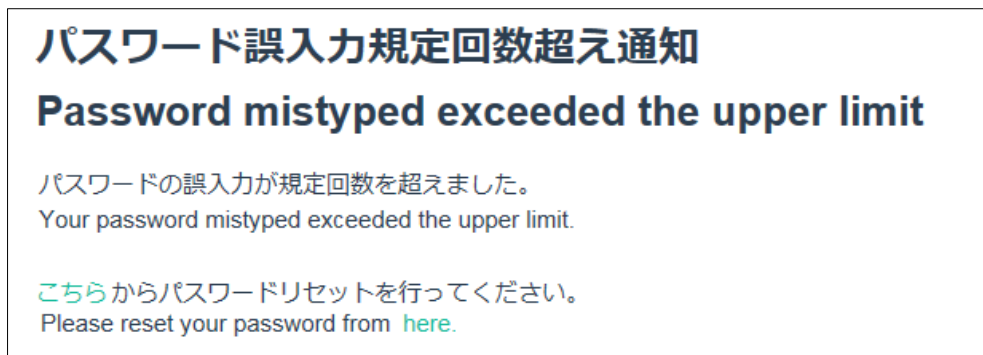 パスワード誤入力規定回数超え通知
Password mistyped exceeded the upper limit
パスワードの誤入力が規定回数を超えました。
Your password mistyped exceeded the upper limit.
こちらからパスワードリセットを行ってください。
Please reset your password from here.